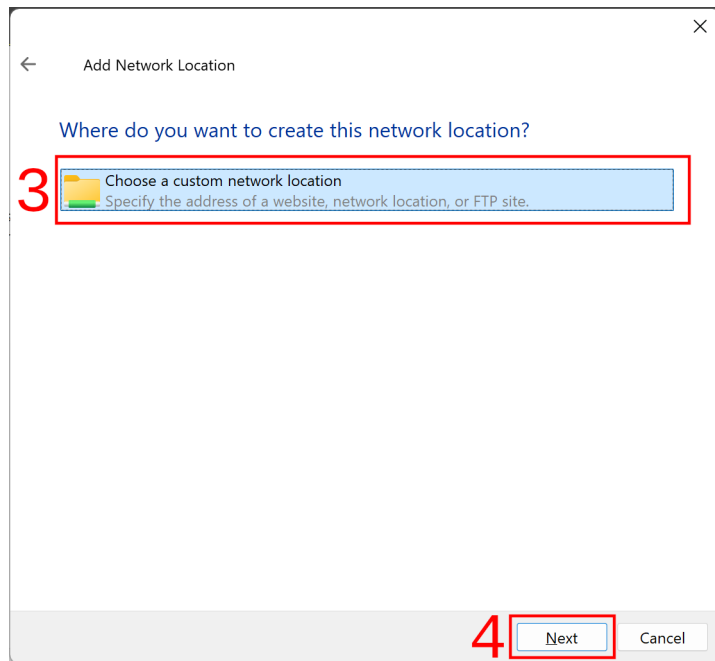 Add Network Location
Where do you want to create this network location?
3
Choose a custom network location
Specify the address of a website, network location, or FTP site.
4
Next
Cancel